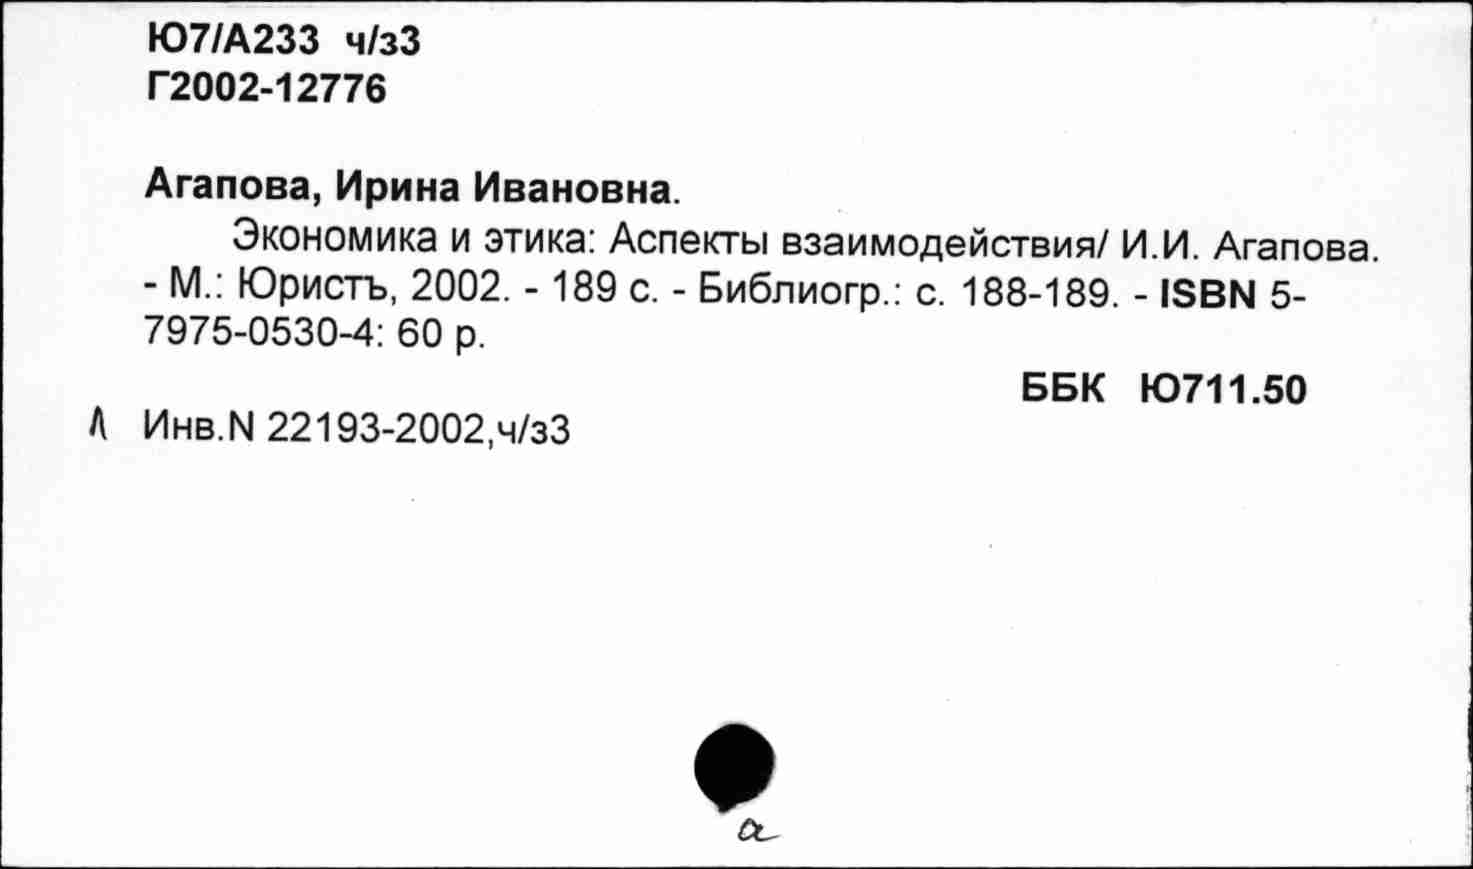 Ю7/А233 ч/з3
Г2002-12776
Агапова, Ирина Ивановна.
Экономика и этика: Аспекты взаимодействия/ И.И. Агапова.
- М.: Юристъ, 2002. - 189 с. - Библиогр.: с. 188-189. - ISBN 5-
7975-0530-4: 60 р.
ББК Ю711.50
Л Инв.N 22193-2002,ч/з3
а